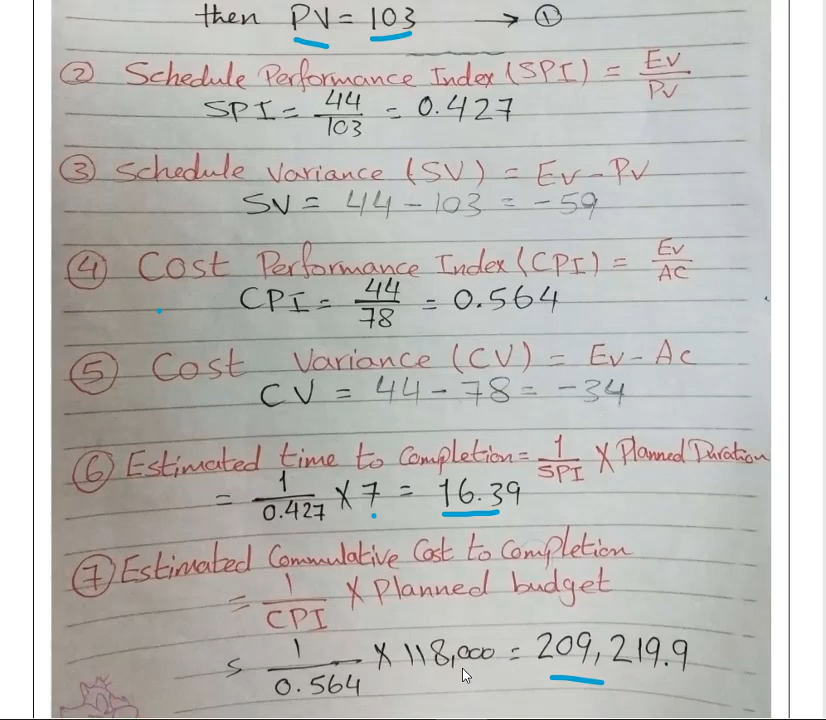 then PV = 103 → ①
② Schedule Performance Index (SPI) = Ev/Pv
SPI = 44/103 = 0.427
③ Schedule Variance (SV) = Ev - Pv
SV = 44 - 103 = -59
④ Cost Performance Index (CPI) = Ev/AC
CPI = 44/78 = 0.564
⑤ Cost Variance (CV) = Ev - Ac
CV = 44 - 78 = -34
⑥ Estimated time to Completion = 1/SPI X Planned Duration
= 1/0.427 X 7 = 16.39
⑦ Estimated Commulative Cost to Completion
= 1/CPI X Planned budget
= 1/0.564 X 118,000 = 209,219.9